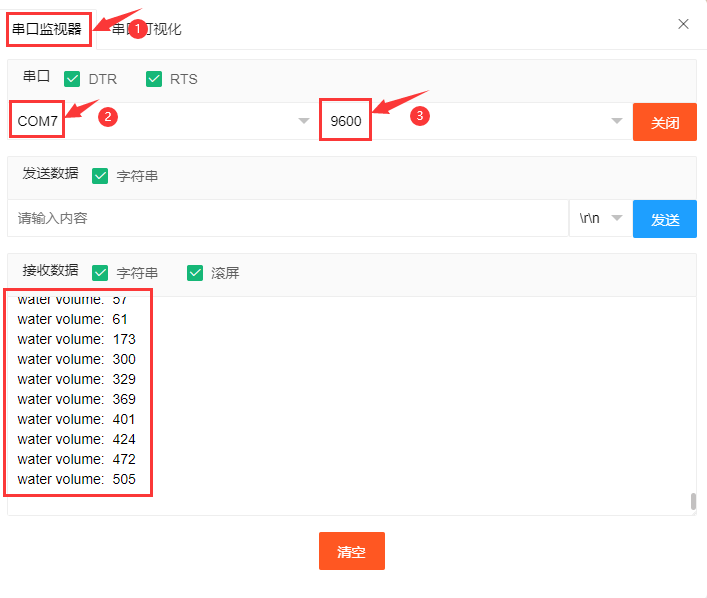 串口监视器 1 串口可视化
串口 DTR RTS
COM7 2 9600 3 关闭
发送数据 字符串
请输入内容 \r\n 发送
接收数据 字符串 滚屏
water volume: 57
water volume: 61
water volume: 173
water volume: 300
water volume: 329
water volume: 369
water volume: 401
water volume: 424
water volume: 472
water volume: 505
清空